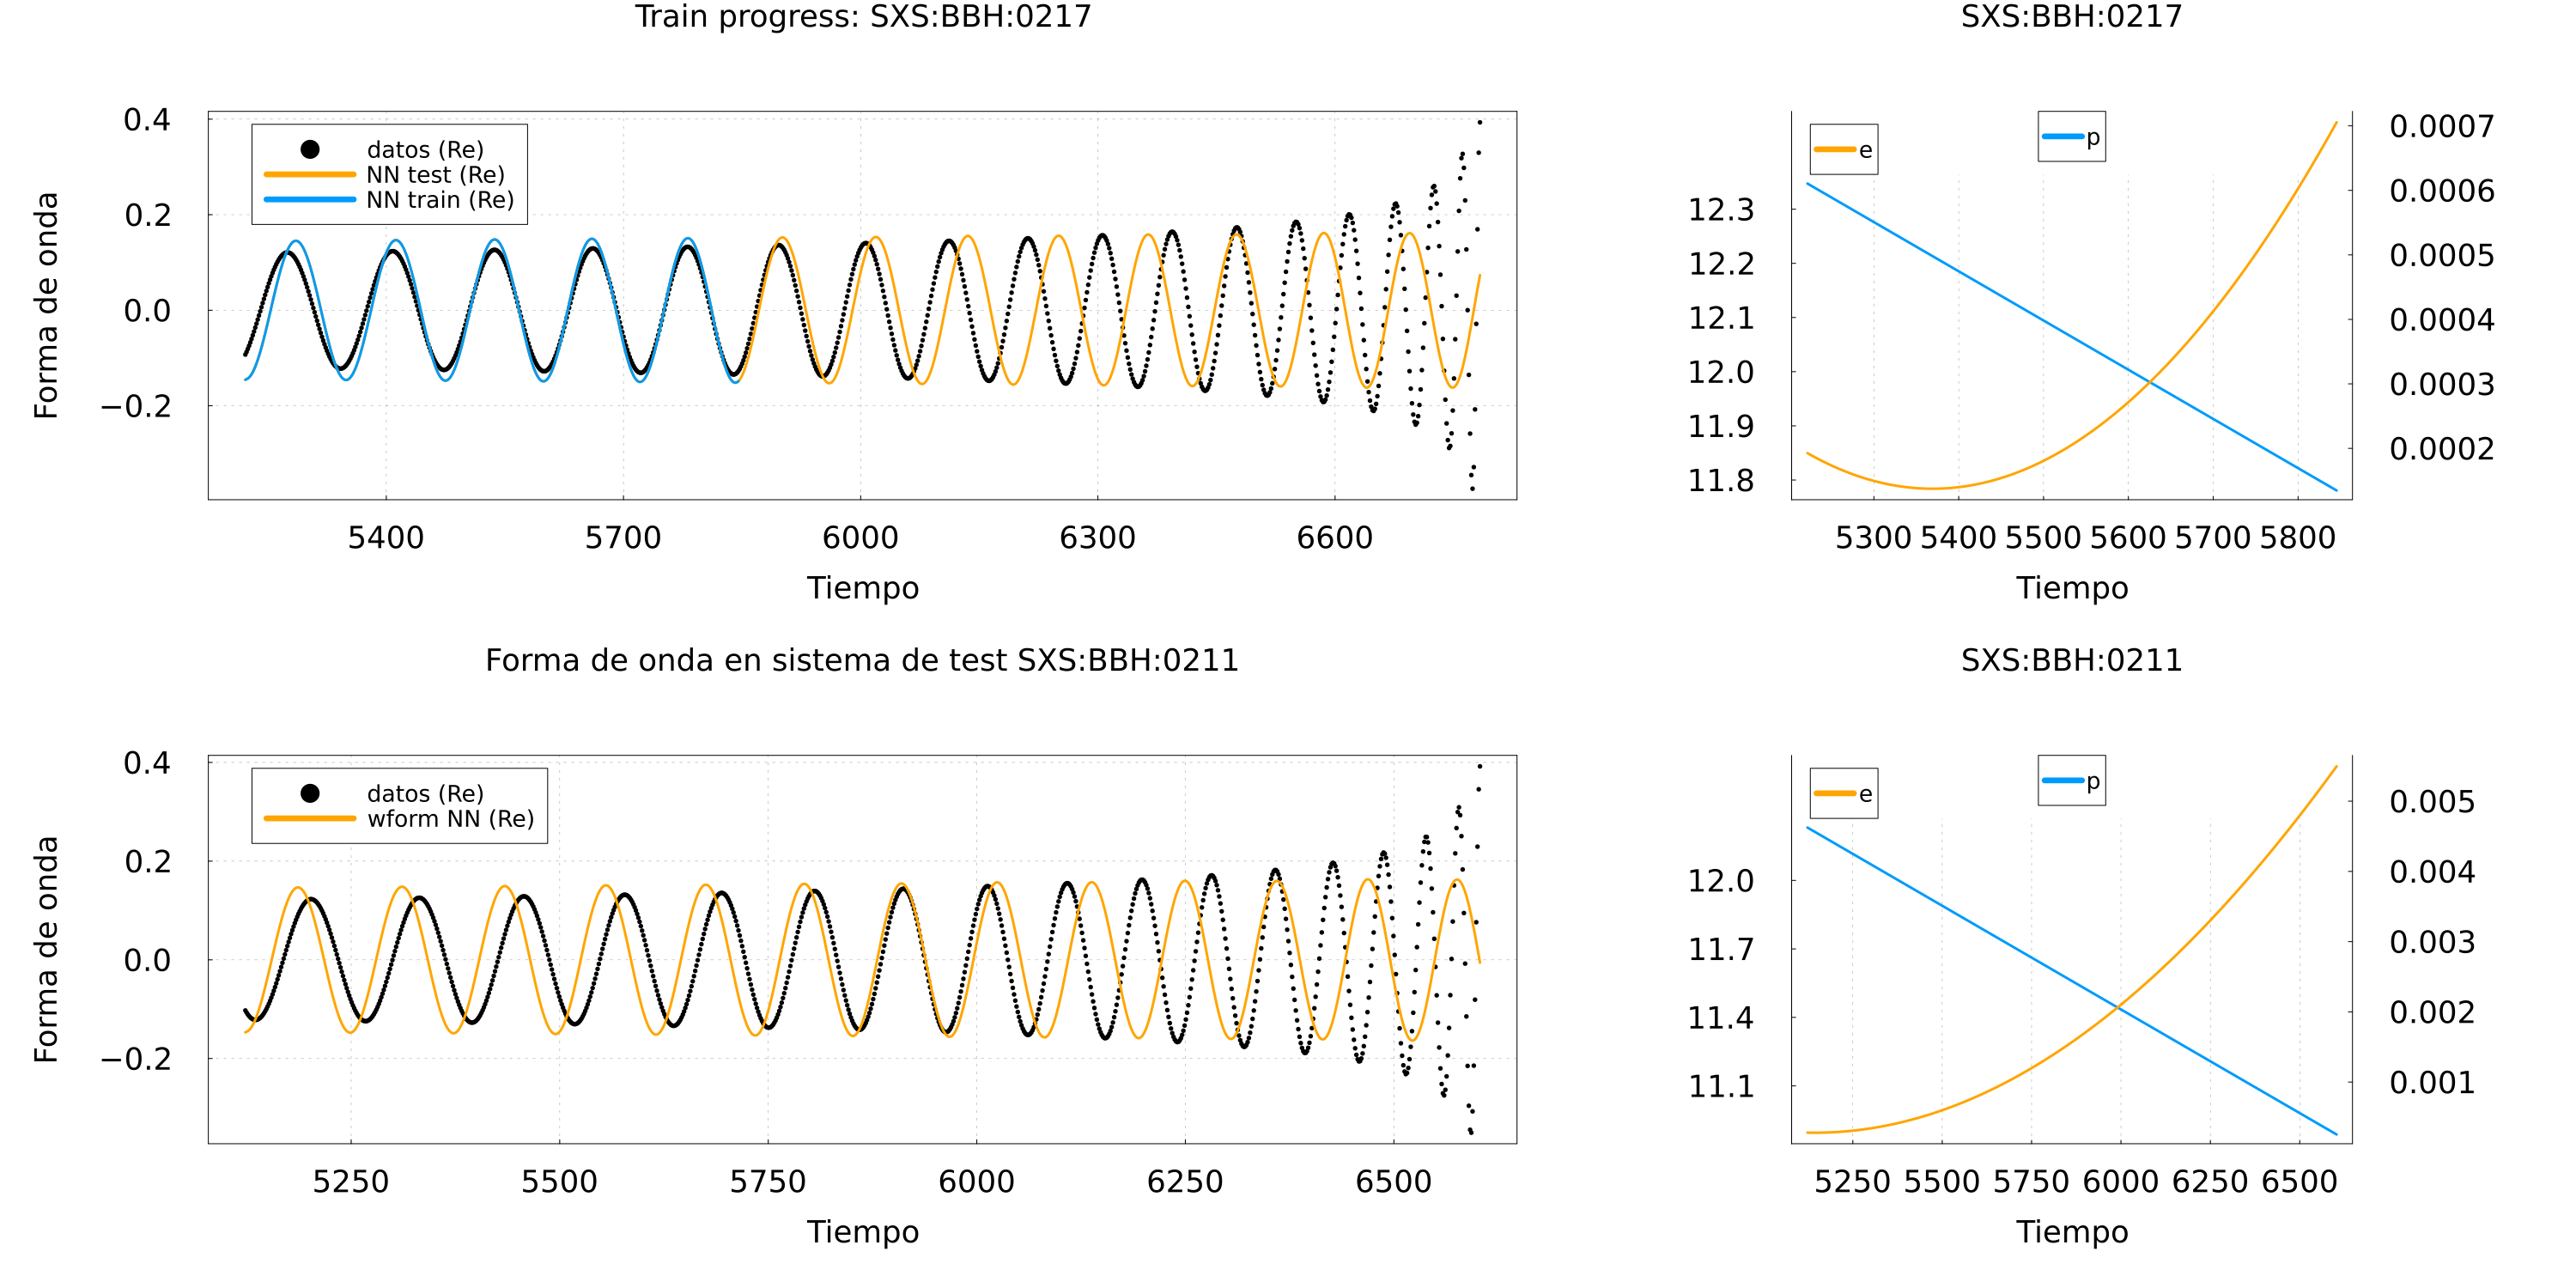 Train progress: SXS:BBH:0217
Forma de onda
0.4
0.2
0.0
−0.2
datos (Re)
NN test (Re)
NN train (Re)
5400 5700 6000 6300 6600
Tiempo
SXS:BBH:0217
e
p
12.3
12.2
12.1
12.0
11.9
11.8
0.0007
0.0006
0.0005
0.0004
0.0003
0.0002
5300 5400 5500 5600 5700 5800
Tiempo
Forma de onda en sistema de test SXS:BBH:0211
Forma de onda
0.4
0.2
0.0
−0.2
datos (Re)
wform NN (Re)
5250 5500 5750 6000 6250 6500
Tiempo
SXS:BBH:0211
e
p
12.0
11.7
11.4
11.1
0.005
0.004
0.003
0.002
0.001
5250 5500 5750 6000 6250 6500
Tiempo